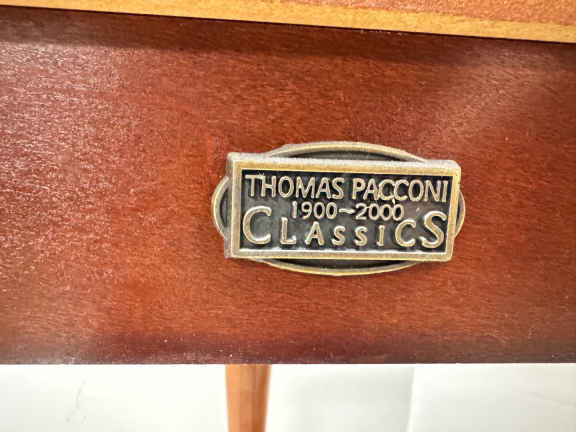 THOMAS PACCONI
1900~2000
CLASSICS